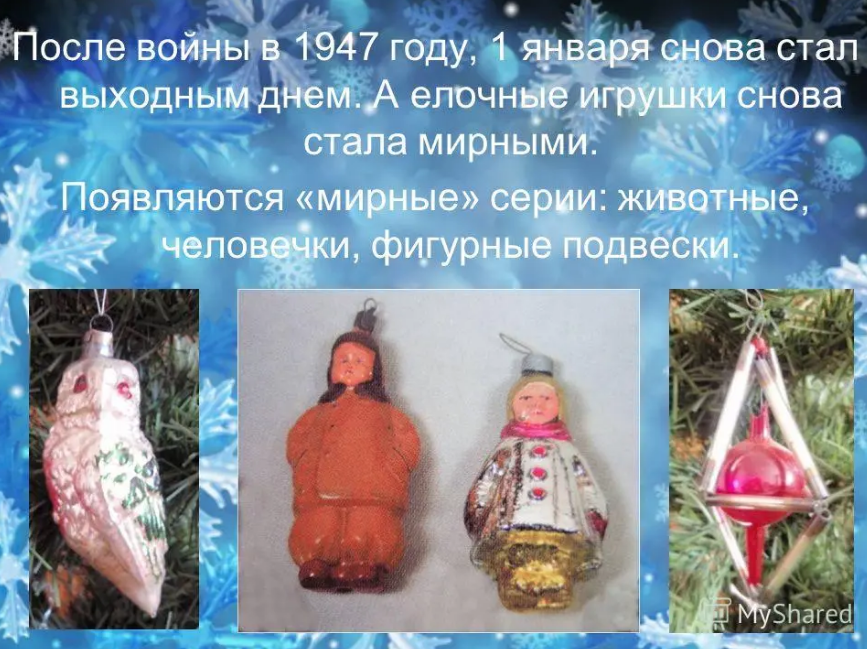 После войны в 1947 году, 1 января снова стал
выходным днем. А елочные игрушки снова
стала мирными.
Появляются «мирные» серии: животные,
человечки, фигурные подвески.
MyShared